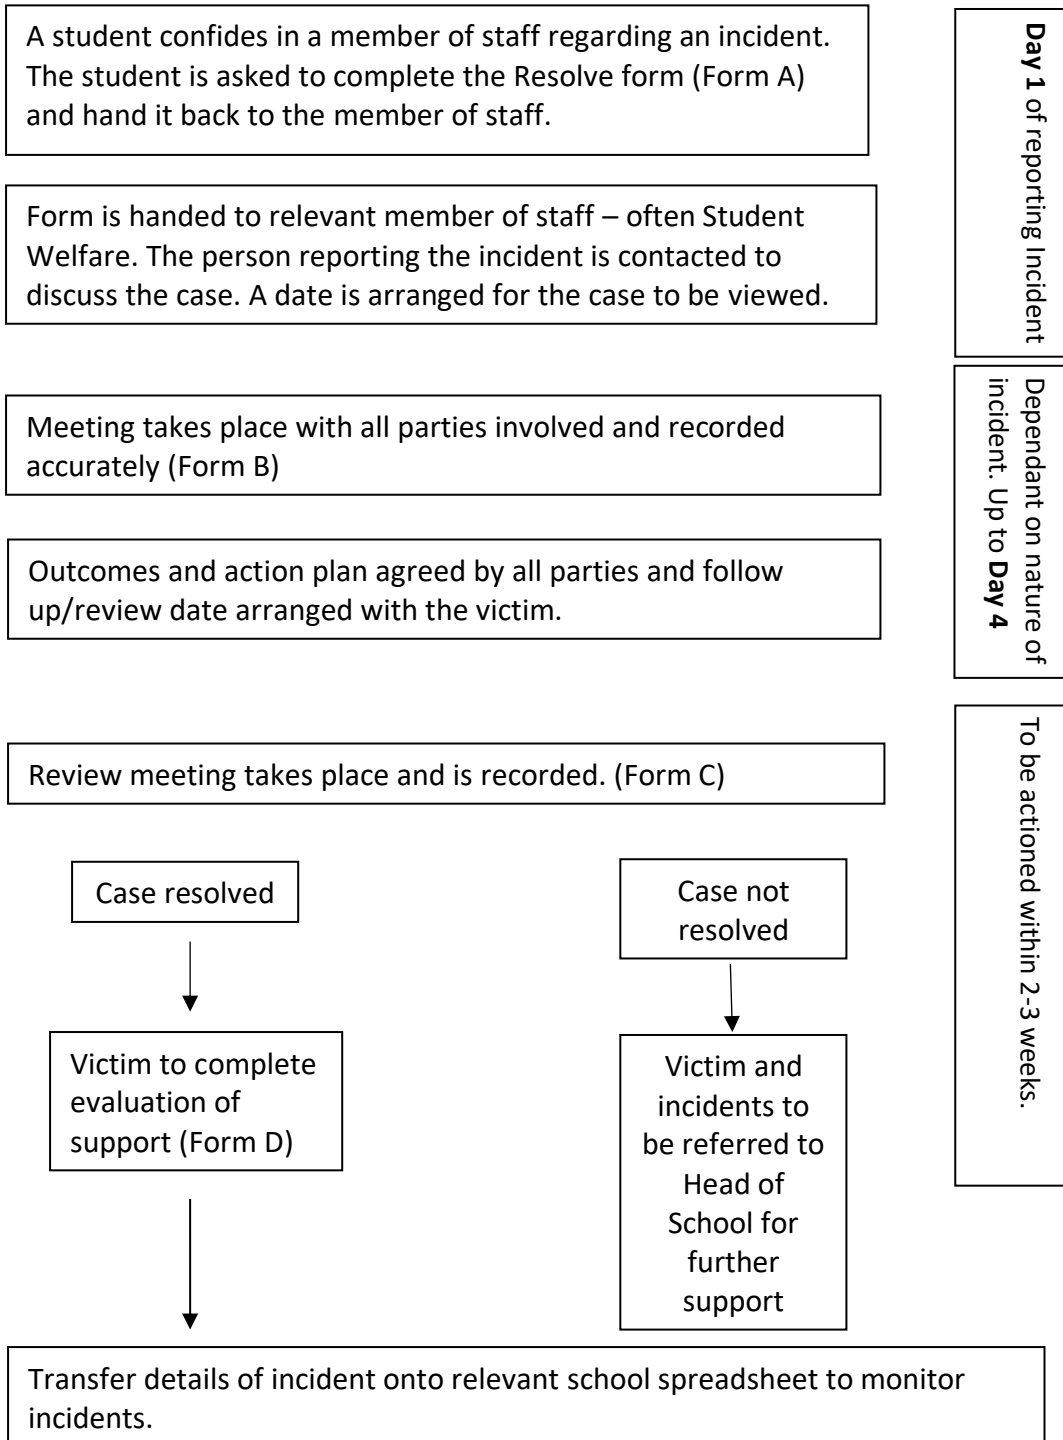 A student confides in a member of staff regarding an incident.
The student is asked to complete the Resolve form (Form A)
and hand it back to the member of staff.
Day 1 of reporting Incident
Form is handed to relevant member of staff – often Student
Welfare. The person reporting the incident is contacted to
discuss the case. A date is arranged for the case to be viewed.
Meeting takes place with all parties involved and recorded
accurately (Form B)
Dependant on nature of
incident. Up to Day 4
Outcomes and action plan agreed by all parties and follow
up/review date arranged with the victim.
Review meeting takes place and is recorded. (Form C)
To be actioned within 2-3 weeks.
Case resolved
Case not
resolved
Victim to complete
evaluation of
support (Form D)
Victim and
incidents to
be referred to
Head of
School for
further
support
Transfer details of incident onto relevant school spreadsheet to monitor
incidents.